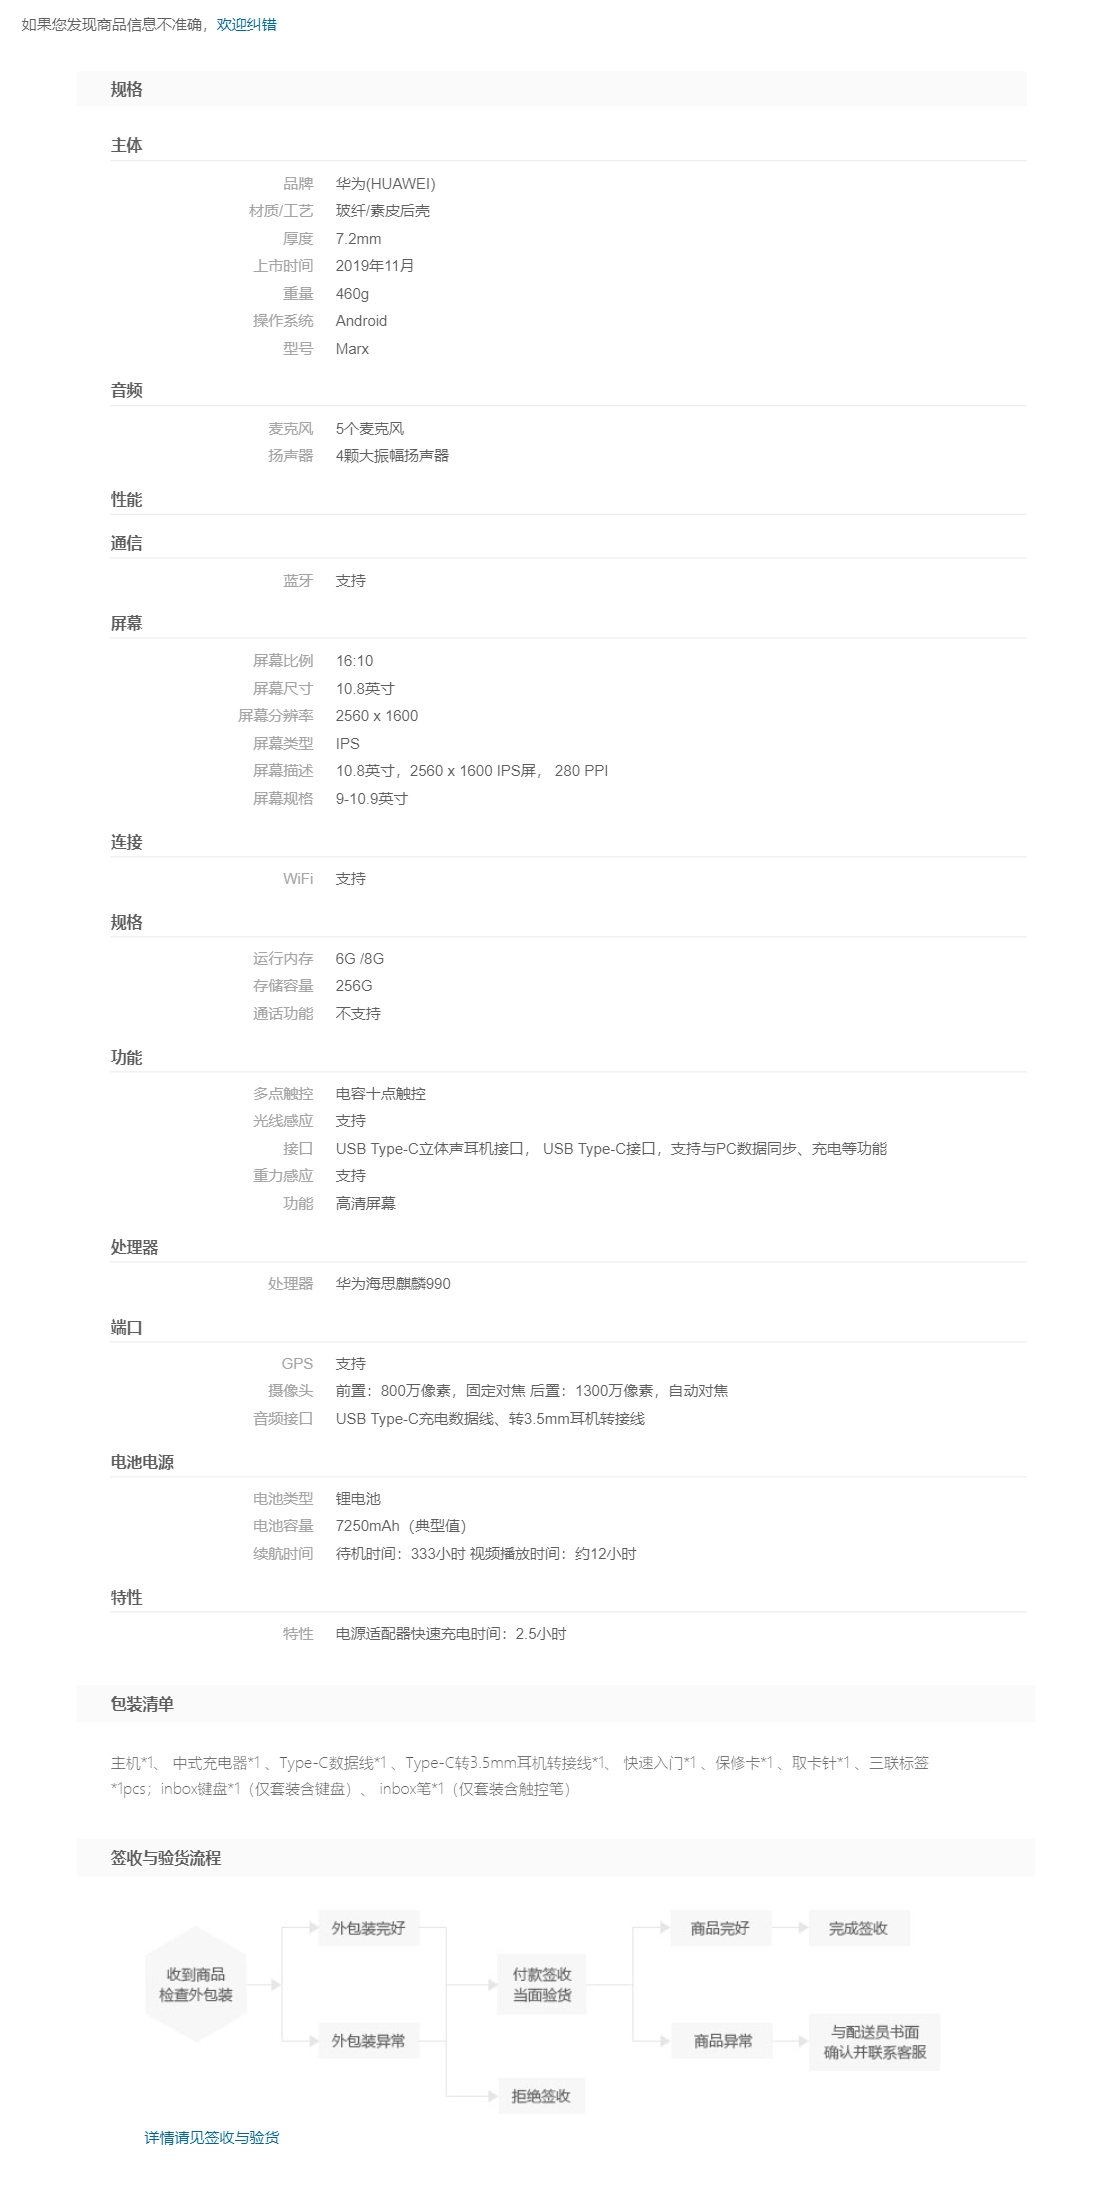 如果您发现商品信息不准确，欢迎纠错
规格
主体
品牌 华为(HUAWEI)
材质/工艺 玻纤/素皮后壳
厚度 7.2mm
上市时间 2019年11月
重量 460g
操作系统 Android
型号 Marx
音频
麦克风 5个麦克风
扬声器 4颗大振幅扬声器
性能
通信
蓝牙 支持
屏幕
屏幕比例 16:10
屏幕尺寸 10.8英寸
屏幕分辨率 2560 x 1600
屏幕类型 IPS
屏幕描述 10.8英寸，2560 x 1600 IPS屏， 280 PPI
屏幕规格 9-10.9英寸
连接
WiFi 支持
规格
运行内存 6G /8G
存储容量 256G
通话功能 不支持
功能
多点触控 电容十点触控
光线感应 支持
接口 USB Type-C立体声耳机接口， USB Type-C接口，支持与PC数据同步、充电等功能
重力感应 支持
功能 高清屏幕
处理器
处理器 华为海思麒麟990
端口
GPS 支持
摄像头 前置：800万像素，固定对焦 后置：1300万像素，自动对焦
音频接口 USB Type-C充电数据线、转3.5mm耳机转接线
电池电源
电池类型 锂电池
电池容量 7250mAh（典型值）
续航时间 待机时间：333小时 视频播放时间：约12小时
特性
特性 电源适配器快速充电时间：2.5小时
包装清单
主机*1、 中式充电器*1 、Type-C数据线*1 、Type-C转3.5mm耳机转接线*1、 快速入门*1 、保修卡*1 、取卡针*1 、三联标签
*1pcs；inbox键盘*1（仅套装含键盘）、 inbox笔*1（仅套装含触控笔）
签收与验货流程
收到商品
检查外包装
外包装完好
外包装异常
付款签收
当面验货
拒绝签收
商品完好
完成签收
商品异常
与配送员书面
确认并联系客服
详情请见签收与验货